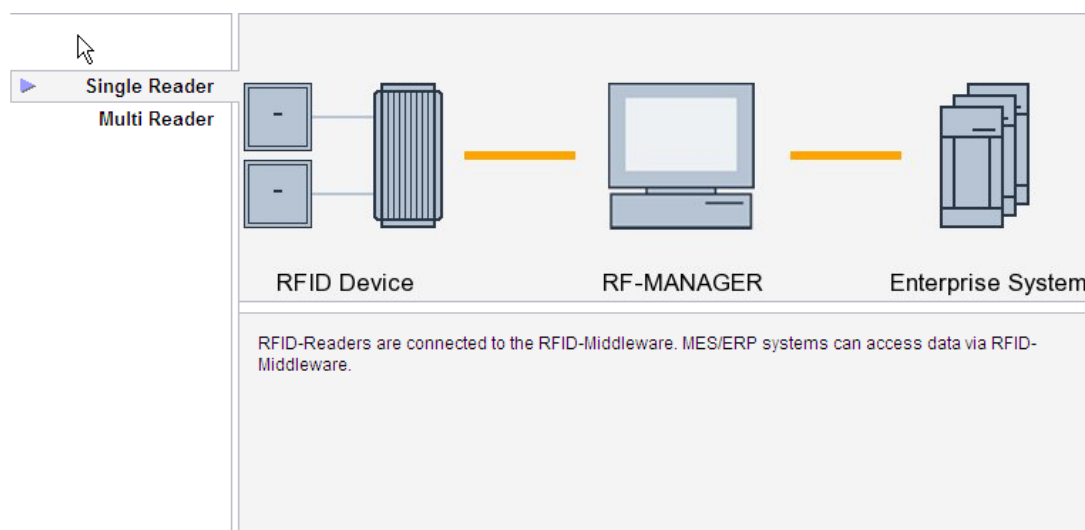 Single Reader
Multi Reader
RFID Device
RF-MANAGER
Enterprise System
RFID-Readers are connected to the RFID-Middleware. MES/ERP systems can access data via RFID-
Middleware.